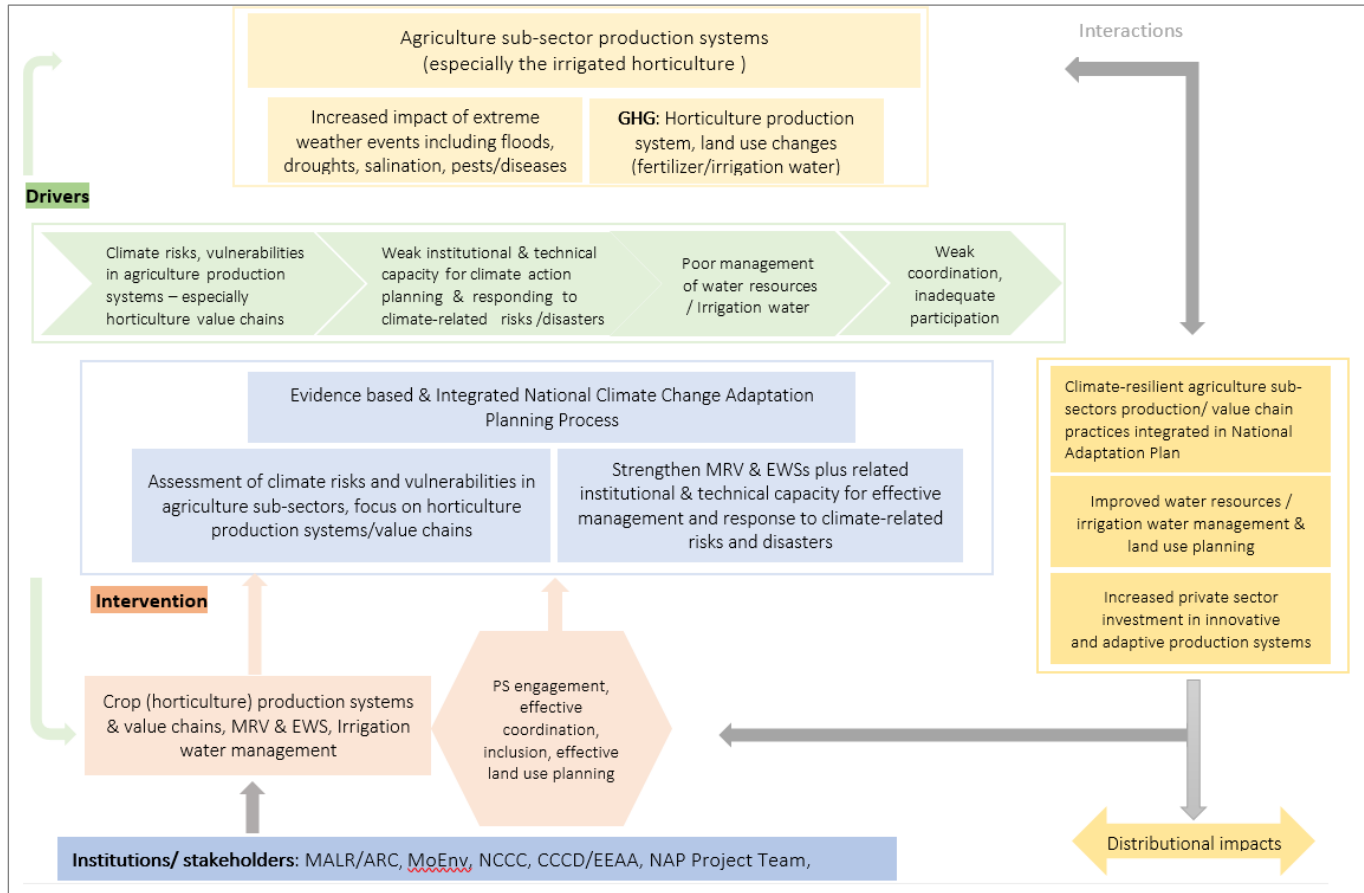 Interactions
Agriculture sub-sector production systems
(especially the irrigated horticulture )
Increased impact of extreme
weather events including floods,
droughts, salination, pests/diseases
GHG: Horticulture production
system, land use changes
(fertilizer/irrigation water)
Drivers
Climate risks, vulnerabilities
in agriculture production
systems – especially
horticulture value chains
Weak institutional & technical
capacity for climate action
planning & responding to
climate-related risks /disasters
Poor management
of water resources
/ Irrigation water
Weak
coordination,
inadequate
participation
Evidence based & Integrated National Climate Change Adaptation
Planning Process
Assessment of climate risks and vulnerabilities in
agriculture sub-sectors, focus on horticulture
production systems/value chains
Strengthen MRV & EWSs plus related
institutional & technical capacity for effective
management and response to climate-related
risks and disasters
Climate-resilient agriculture sub-
sectors production/ value chain
practices integrated in National
Adaptation Plan
Improved water resources /
irrigation water management &
land use planning
Increased private sector
investment in innovative
and adaptive production systems
Intervention
Crop (horticulture) production systems
& value chains, MRV & EWS, Irrigation
water management
PS engagement,
effective
coordination,
inclusion, effective
land use planning
Distributional impacts
Institutions/ stakeholders: MALR/ARC, MoEnv, NCCC, CCCD/EEAA, NAP Project Team,